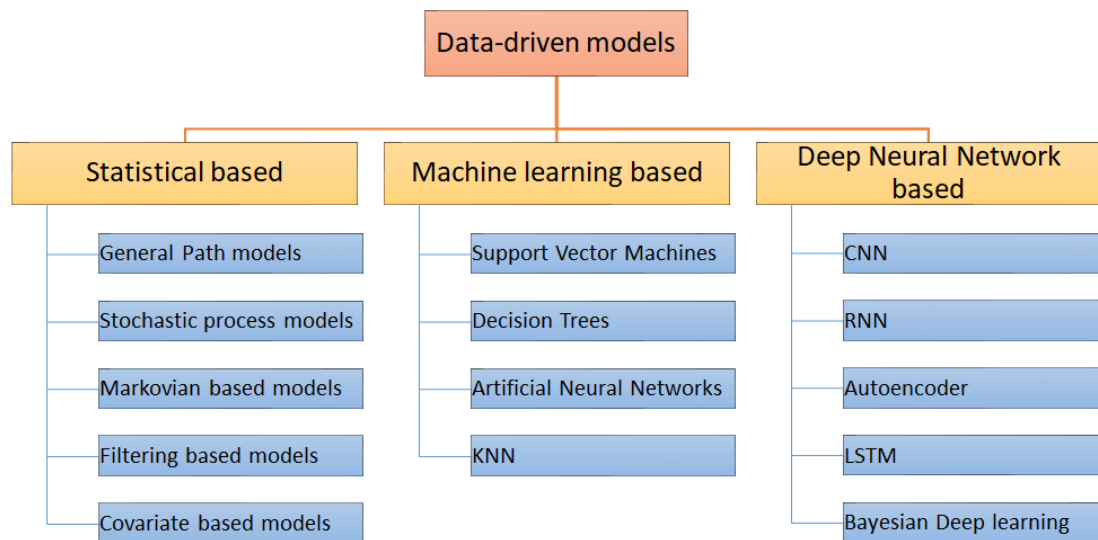 Data-driven models
Statistical based
General Path models
Stochastic process models
Markovian based models
Filtering based models
Covariate based models
Machine learning based
Support Vector Machines
Decision Trees
Artificial Neural Networks
KNN
Deep Neural Network
based
CNN
RNN
Autoencoder
LSTM
Bayesian Deep learning